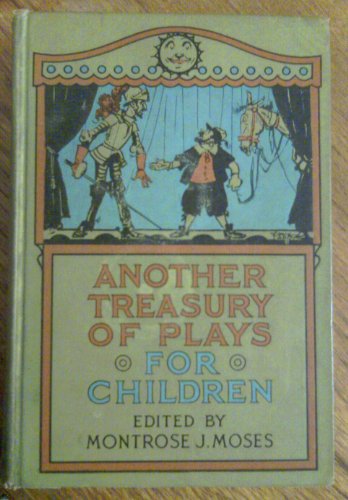 ANOTHER
TREASURY
OF PLAYS
FOR
CHILDREN
EDITED BY
MONTROSE J. MOSES